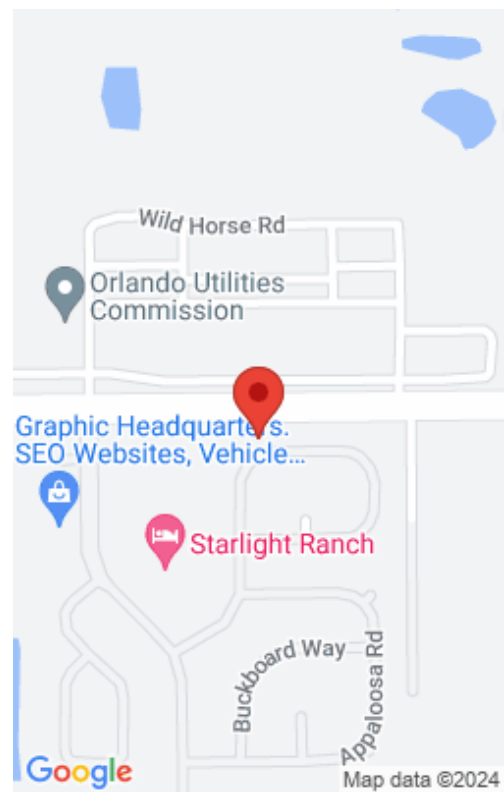 Wild Horse Rd
Orlando Utilities
Commission
Graphic Headquarters.
SEO Websites, Vehicle...
Starlight Ranch
Buckboard Way
Appaloosa Rd
Google
Map data ©2024